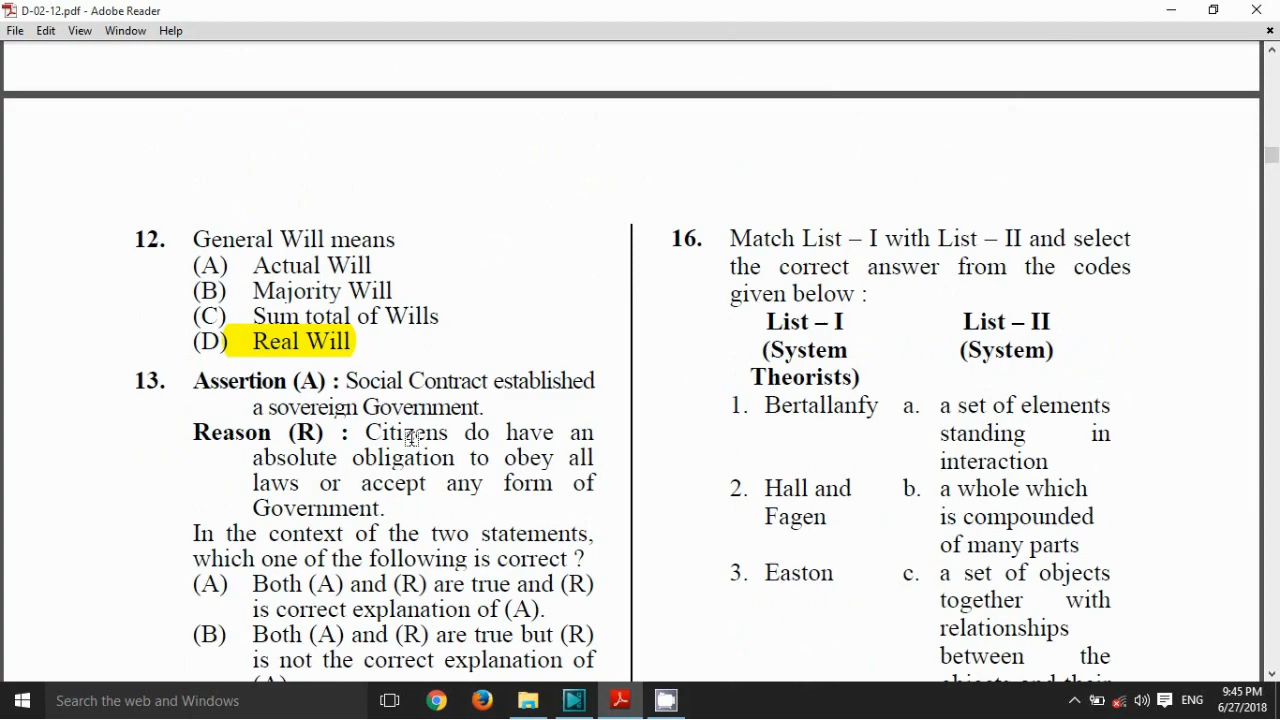 D-02-12.pdf - Adobe Reader
File Edit View Window Help
12. General Will means
(A) Actual Will
(B) Majority Will
(C) Sum total of Wills
(D) Real Will
13. Assertion (A) : Social Contract established
a sovereign Government.
Reason (R) : Citizens do have an
absolute obligation to obey all
laws or accept any form of
Government.
In the context of the two statements,
which one of the following is correct ?
(A) Both (A) and (R) are true and (R)
is correct explanation of (A).
(B) Both (A) and (R) are true but (R)
is not the correct explanation of
(A)
16. Match List – I with List – II and select
the correct answer from the codes
given below :
List – I List – II
(System (System)
Theorists)
1. Bertallanfy a. a set of elements
standing in
interaction
2. Hall and b. a whole which
Fagen is compounded
of many parts
3. Easton c. a set of objects
together with
relationships
between the
objects and their
Search the web and Windows
ENG
9:45 PM
6/27/2018